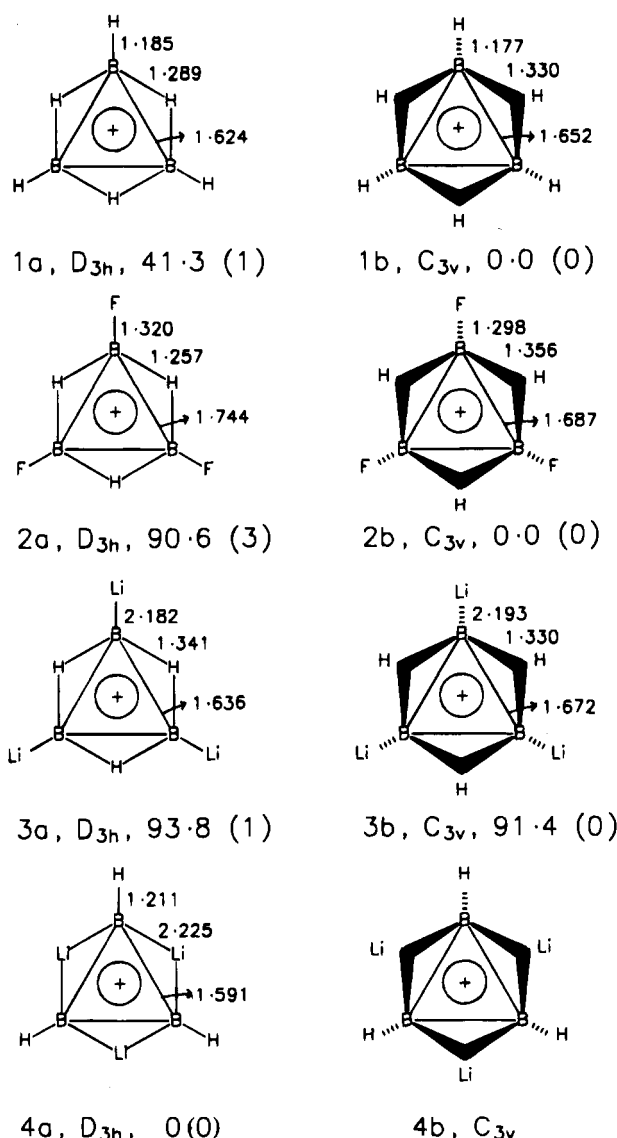 H H
1·185 1·177
B B
1·289 1·330
H H H H
+ → 1·624 + → 1·652
B B B B
H H H H H H
1a, D3h, 41·3 (1) 1b, C3v, 0·0 (0)
F F
1·320 1·298
B B
1·257 1·356
H H H H
+ → 1·744 + → 1·687
B B B B
F H F F H F
2a, D3h, 90·6 (3) 2b, C3v, 0·0 (0)
Li Li
2·182 2·193
B B
1·341 1·330
H H H H
+ → 1·636 + → 1·672
B B B B
Li H Li Li H Li
3a, D3h, 93·8 (1) 3b, C3v, 91·4 (0)
H H
1·211
B B
2·225
Li Li Li Li
+ → 1·591 +
B B B B
H Li H H Li H
4a, D3h, 0(0) 4b, C3v